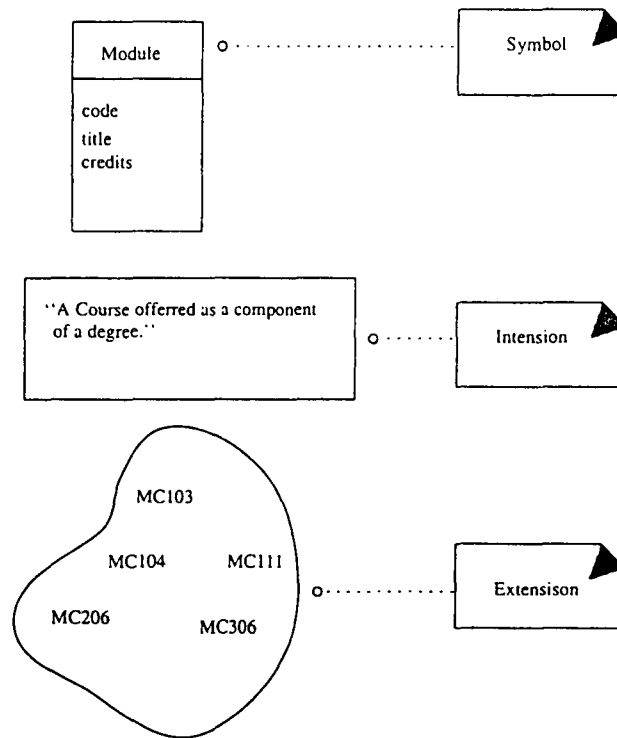 Module
Symbol
code
title
credits
``A Course offerred as a component
of a degree.``
Intension
MC103
MC104
MC111
Extensison
MC206
MC306